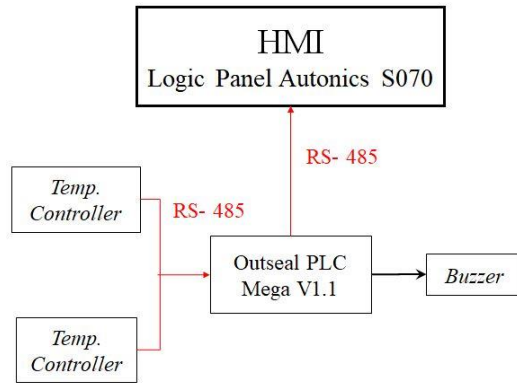 HMI
Logic Panel Autonics S070
RS- 485
Temp.
Controller
RS- 485
Outseal PLC
Mega V1.1
Buzzer
Temp.
Controller